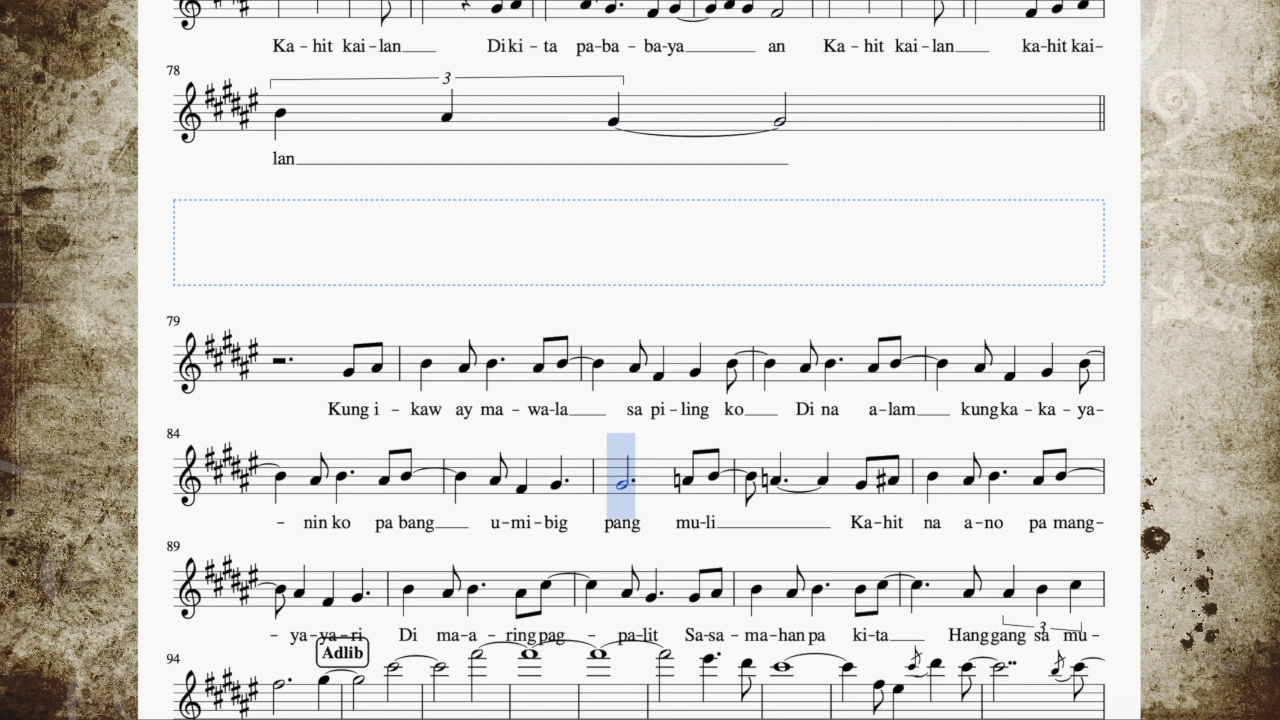 Ka – hit kai – lan Di ki – ta pa – ba – ba – ya an Ka – hit kai – lan ka – hit kai –
78
3
lan
79
Kung i – kaw ay ma – wa – la sa pi – ling ko Di na a – lam kung ka – ka – ya –
84
– nin ko pa bang u – mi – big pang mu – li Ka – hit na a – no pa mang –
89
– ya – ya – ri Di ma – a – ring pag – pa – lit Sa – sa – ma – han pa ki – ta Hang gang sa mu –
3
Adlib
94